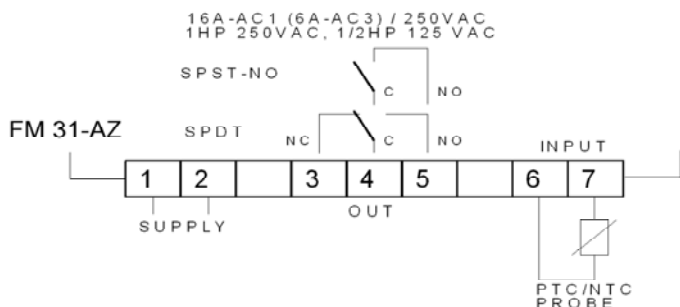 16A-AC1 (6A-AC3) / 250VAC
1HP 250VAC, 1/2HP 125 VAC
SPST-NO
C NO
FM 31-AZ
SPDT NC C NO
INPUT
1 2 3 4 5 6 7
OUT
SUPPLY
PTC/NTC
PROBE